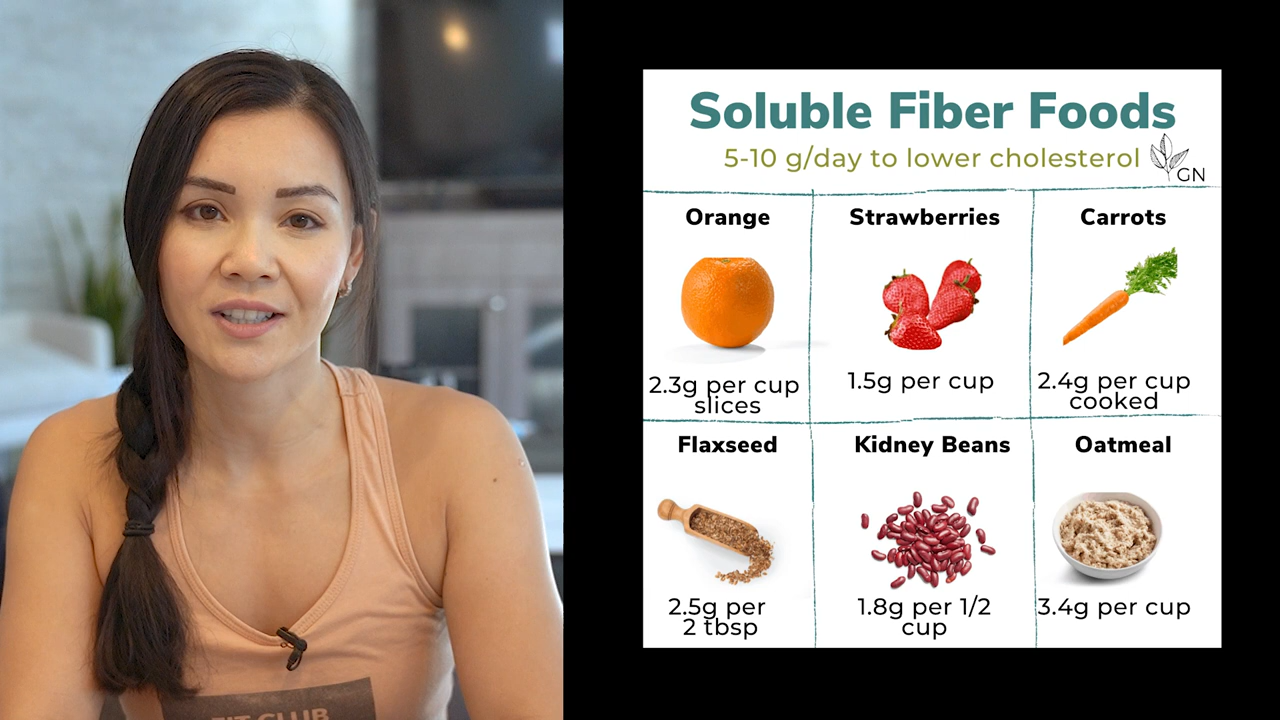 Soluble Fiber Foods
5-10 g/day to lower cholesterol
GN
Orange
Strawberries
Carrots
2.3g per cup
slices
1.5g per cup
2.4g per cup
cooked
Flaxseed
Kidney Beans
Oatmeal
2.5g per
2 tbsp
1.8g per 1/2
cup
3.4g per cup
FIT CLUB